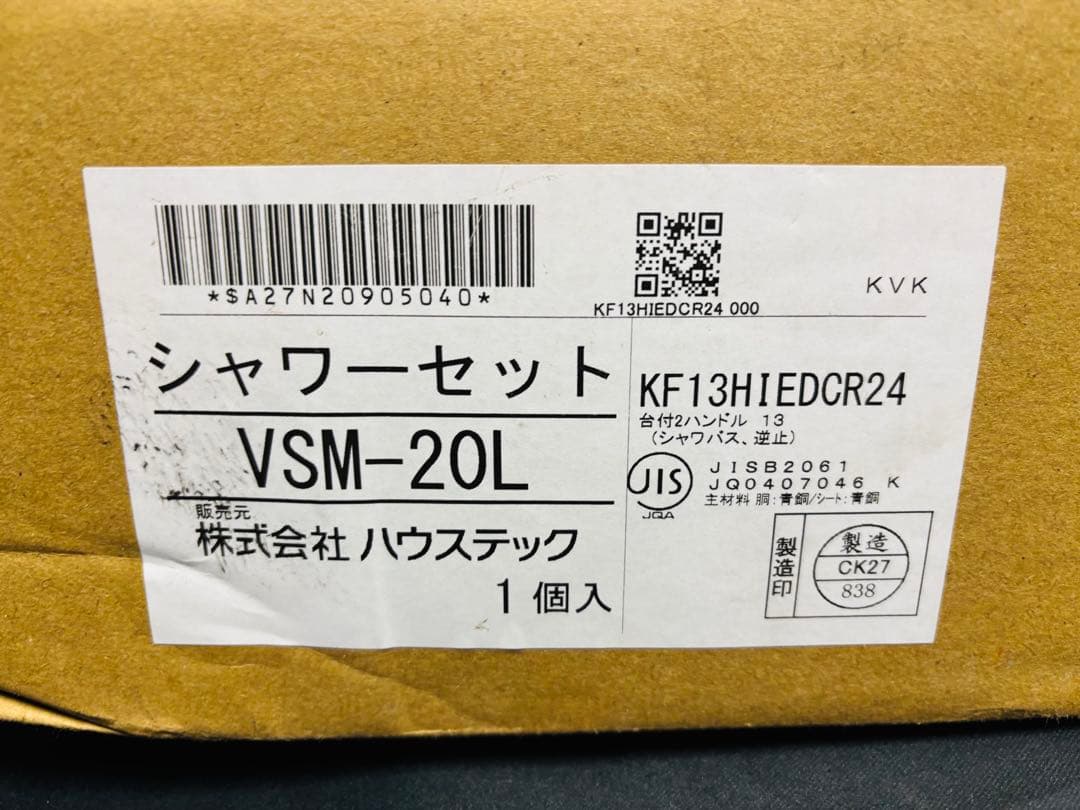 *$A27N20905040*
KF13HIEDCR24 000
KVK
シャワーセット
VSM-20L
販売元
株式会社 ハウステック
1個入
KF13HIEDCR24
台付2ハンドル 13
(シャワバス、逆止)
JIS
JQA
JISB2061
JQ0407046 K
主材料 胴:青銅/シート:青銅
製造印
製造
CK27
838